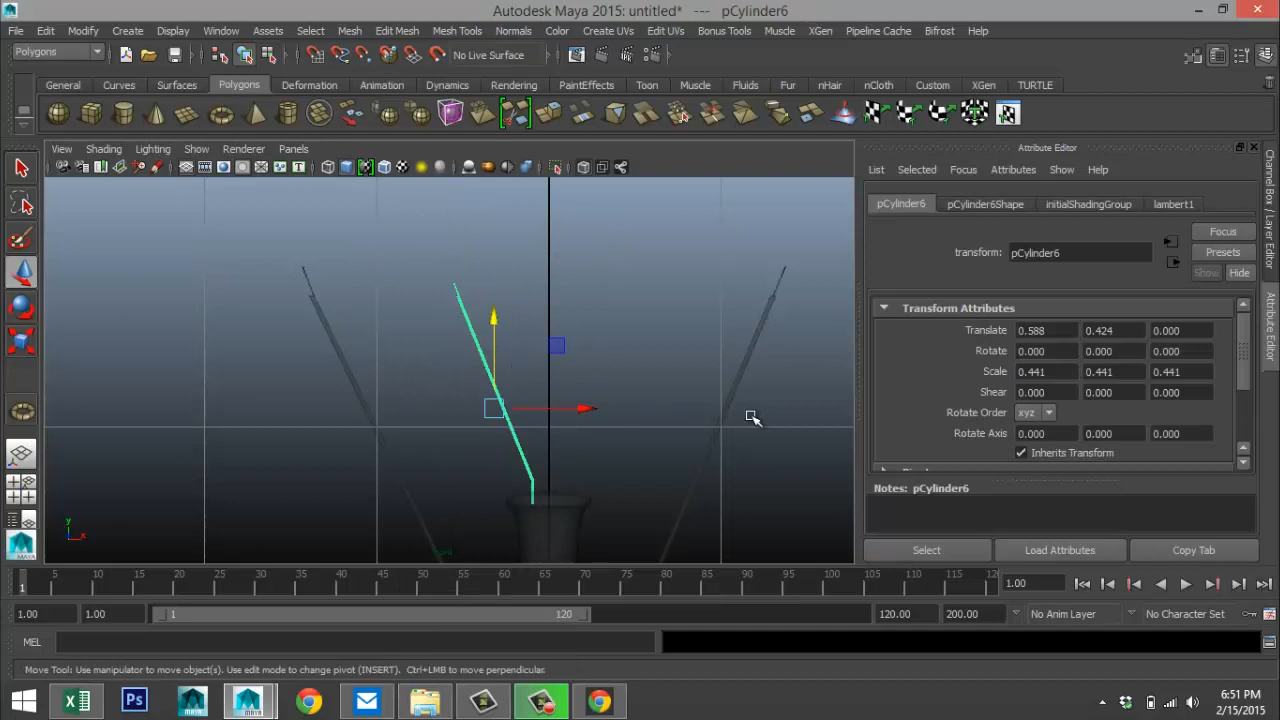 Autodesk Maya 2015: untitled*   ---   pCylinder6
File Edit Modify Create Display Window Assets Select Mesh Edit Mesh Mesh Tools Normals Color Create UVs Edit UVs Bonus Tools Muscle XGen Pipeline Cache Bifrost Help
Polygons No Live Surface
General Curves Surfaces Polygons Deformation Animation Dynamics Rendering PaintEffects Toon Muscle Fluids Fur nHair nCloth Custom XGen TURTLE
View Shading Lighting Show Renderer Panels
Attribute Editor
List Selected Focus Attributes Show Help
pCylinder6 pCylinder6Shape initialShadingGroup lambert1
Focus
transform: pCylinder6
Presets
Show Hide
Transform Attributes
Translate 0.588 0.424 0.000
Rotate 0.000 0.000 0.000
Scale 0.441 0.441 0.441
Shear 0.000 0.000 0.000
Rotate Order xyz
Rotate Axis 0.000 0.000 0.000
Inherits Transform
Notes: pCylinder6
Select Load Attributes Copy Tab
Channel Box / Layer Editor
Attribute Editor
y
x
1 5 10 15 20 25 30 35 40 45 50 55 60 65 70 75 80 85 90 95 100 105 110 115 12 1.00
1.00 1.00 1 120 120.00 200.00 No Anim Layer No Character Set
MEL
Move Tool: Use manipulator to move object(s). Use edit mode to change pivot (INSERT). Ctrl+LMB to move perpendicular.
6:51 PM
2/15/2015